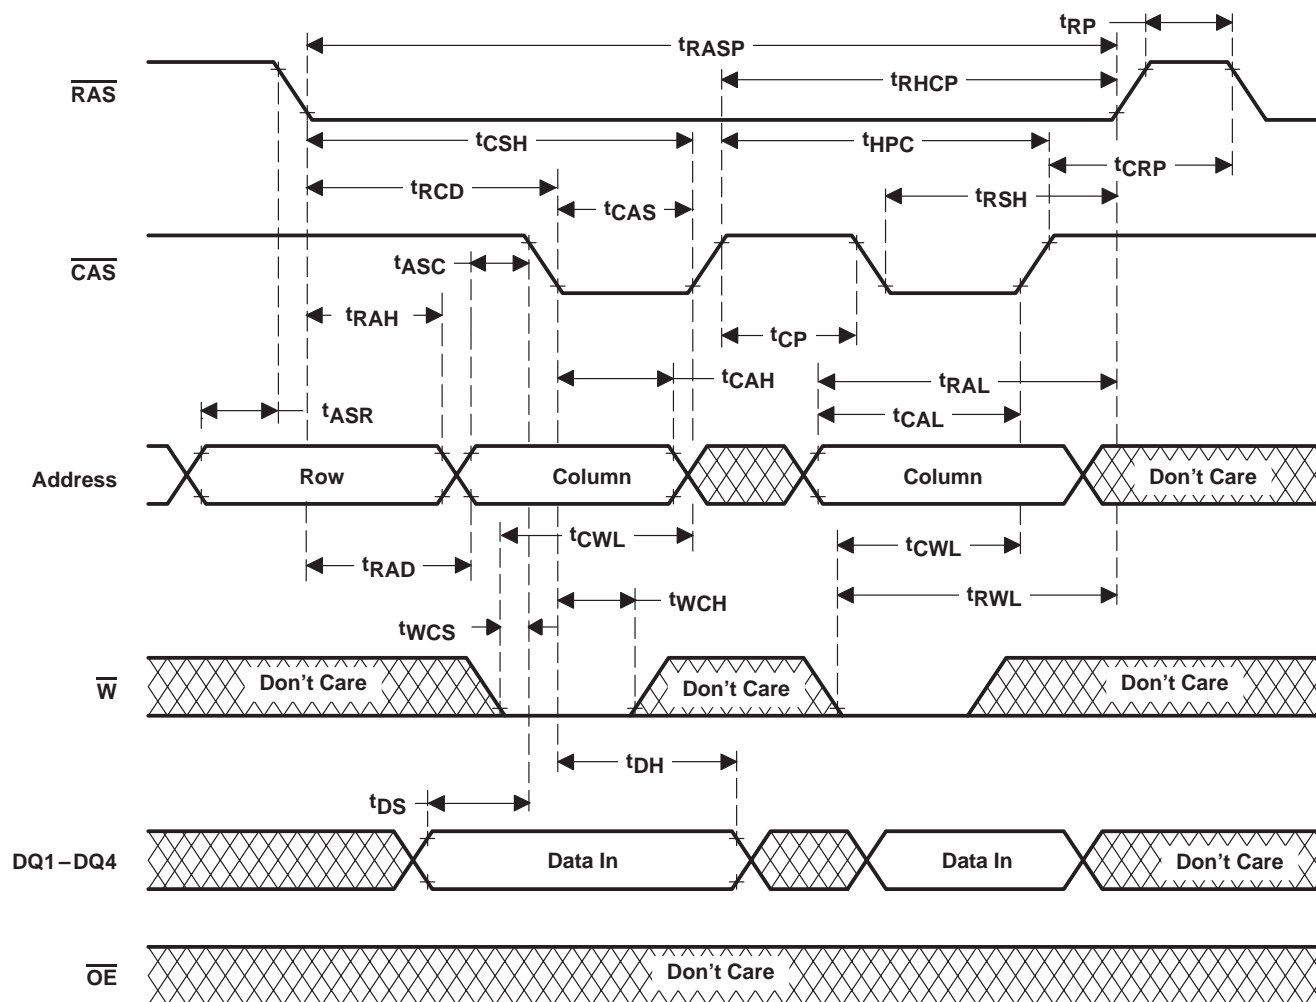 tRP
tRASP
tRHCP
RAS
tCSH
tHPC
tCRP
tRCD
tRSH
tCAS
CAS
tASC
tRAH
tCP
tCAH
tRAL
tASR
tCAL
Address
Row
Column
Column
Don't Care
tCWL
tCWL
tRAD
tRWL
tWCH
tWCS
W
Don't Care
Don't Care
Don't Care
tDH
tDS
DQ1–DQ4
Data In
Data In
Don't Care
OE
Don't Care